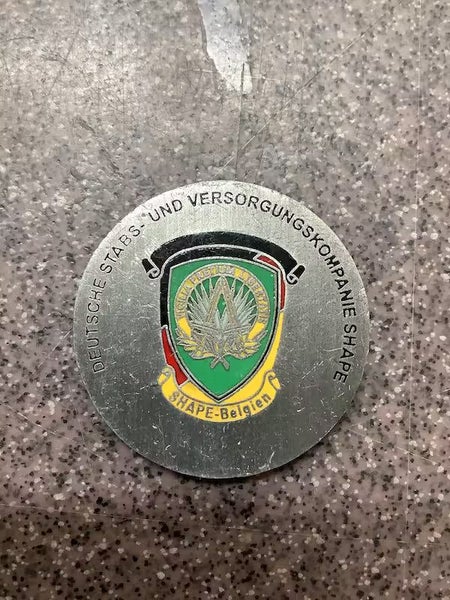 DEUTSCHE STABS- UND VERSORGUNGSKOMPANIE SHAPE
SHAPE-Belgien